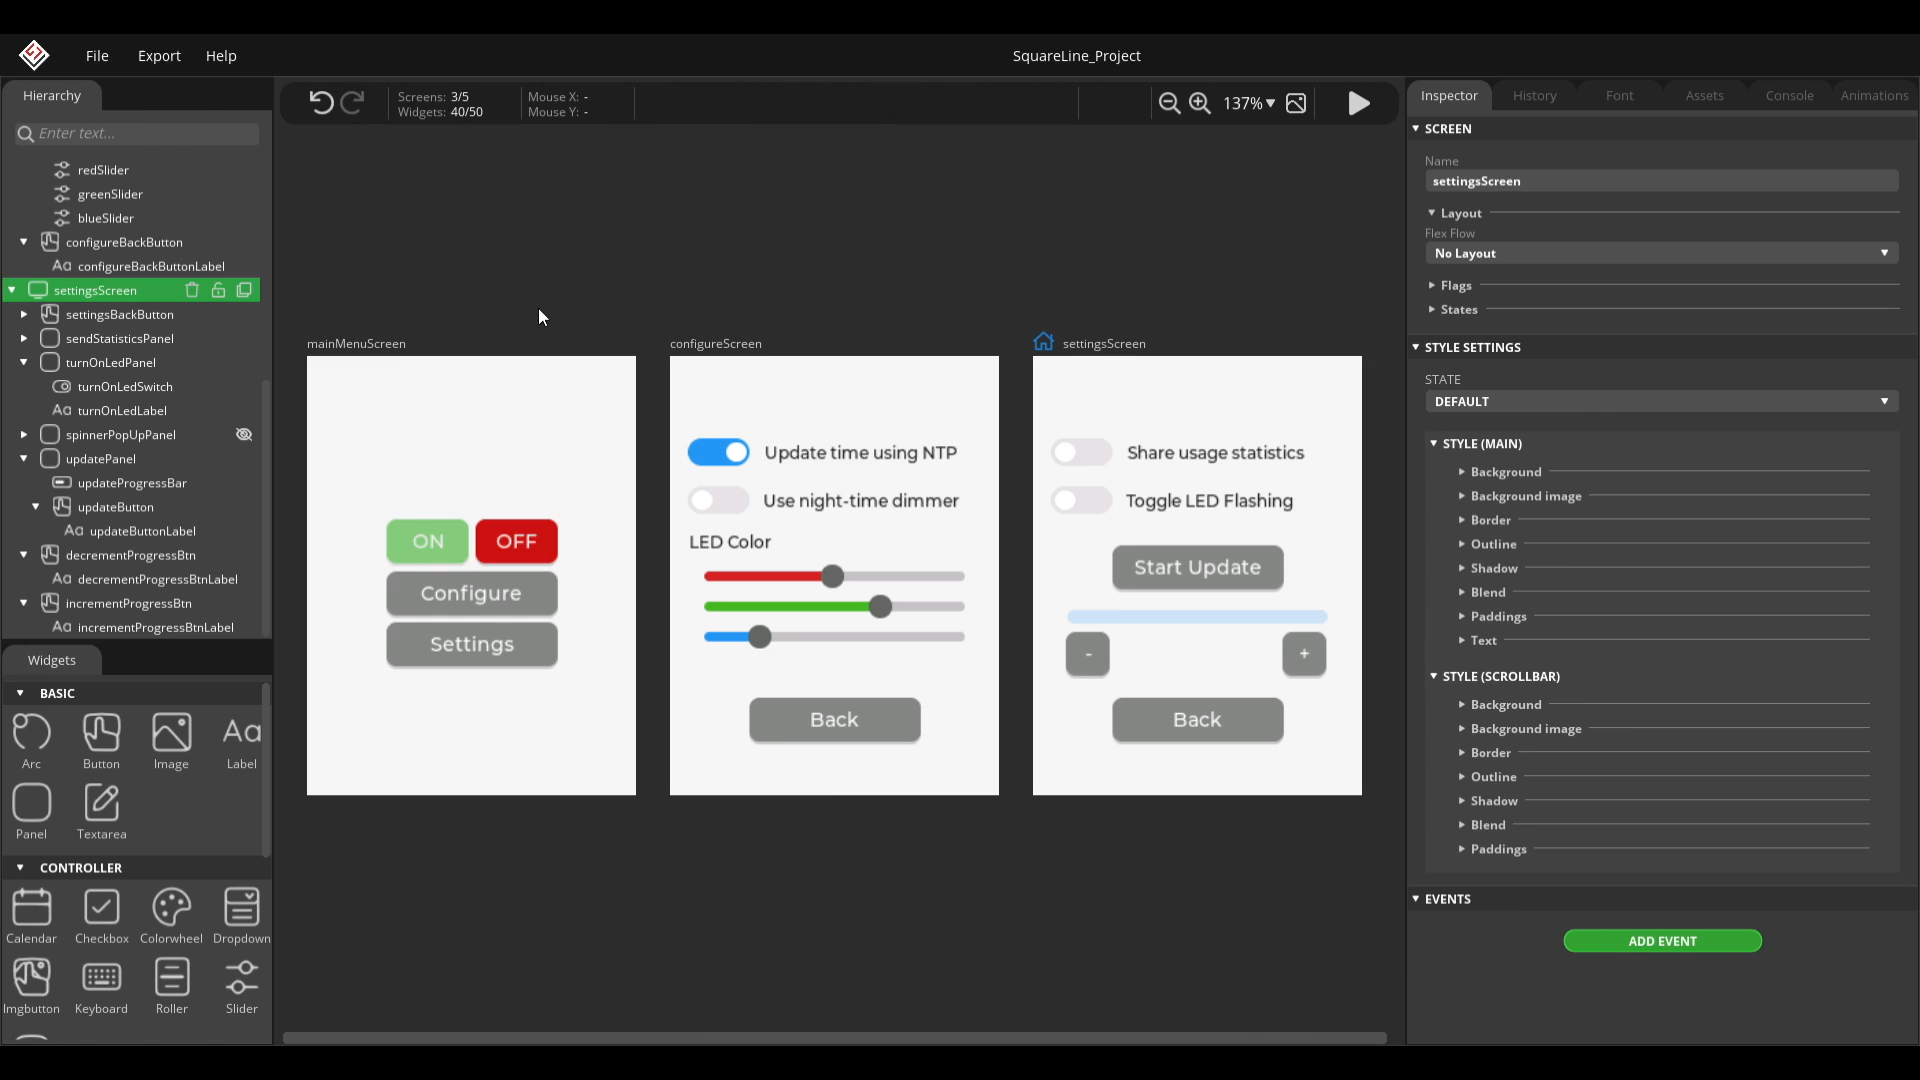 File Export Help
SquareLine_Project
Hierarchy
Enter text...
redSlider
greenSlider
blueSlider
configureBackButton
Aa configureBackButtonLabel
settingsScreen
settingsBackButton
sendStatisticsPanel
turnOnLedPanel
turnOnLedSwitch
Aa turnOnLedLabel
spinnerPopUpPanel
updatePanel
updateProgressBar
updateButton
Aa updateButtonLabel
decrementProgressBtn
Aa decrementProgressBtnLabel
incrementProgressBtn
Aa incrementProgressBtnLabel
Widgets
BASIC
Aa
Arc Button Image Label
Panel Textarea
CONTROLLER
Calendar Checkbox Colorwheel Dropdown
Imgbutton Keyboard Roller Slider
Screens: 3/5
Widgets: 40/50
Mouse X: -
Mouse Y: -
137%
mainMenuScreen
ON OFF
Configure
Settings
configureScreen
Update time using NTP
Use night-time dimmer
LED Color
Back
settingsScreen
Share usage statistics
Toggle LED Flashing
Start Update
- +
Back
Inspector History Font Assets Console Animations
SCREEN
Name
settingsScreen
Layout
Flex Flow
No Layout
Flags
States
STYLE SETTINGS
STATE
DEFAULT
STYLE (MAIN)
Background
Background image
Border
Outline
Shadow
Blend
Paddings
Text
STYLE (SCROLLBAR)
Background
Background image
Border
Outline
Shadow
Blend
Paddings
EVENTS
ADD EVENT